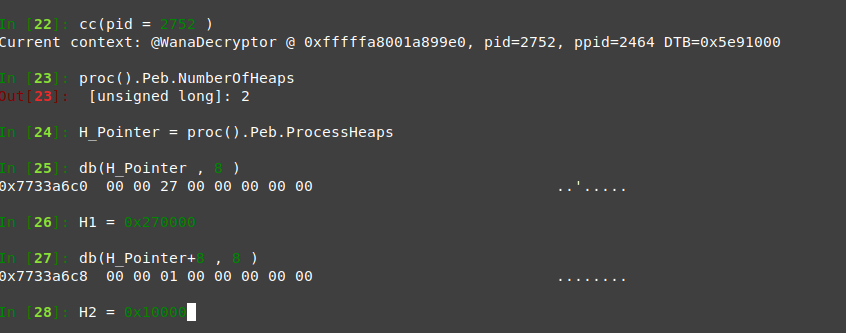 In [22]: cc(pid = 2752 )
Current context: @WanaDecryptor @ 0xfffffa8001a899e0, pid=2752, ppid=2464 DTB=0x5e91000
In [23]: proc().Peb.NumberOfHeaps
Out[23]:  [unsigned long]: 2
In [24]: H_Pointer = proc().Peb.ProcessHeaps
In [25]: db(H_Pointer , 8 )
0x7733a6c0  00 00 27 00 00 00 00 00                           ..'.....
In [26]: H1 = 0x270000
In [27]: db(H_Pointer+8 , 8 )
0x7733a6c8  00 00 01 00 00 00 00 00                           ........
In [28]: H2 = 0x10000